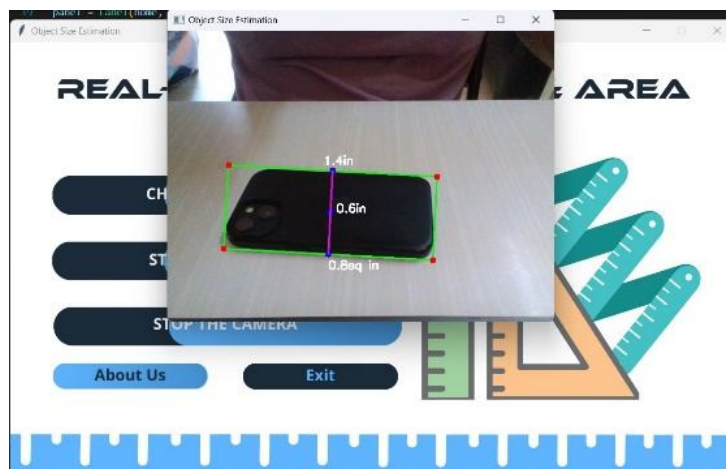 panel = Label(home,
Object Size Estimation
Object Size Estimation
REAL-
& AREA
1.4in
0.6in
0.8sq in
CH
ST
STOP THE CAMERA
About Us
Exit